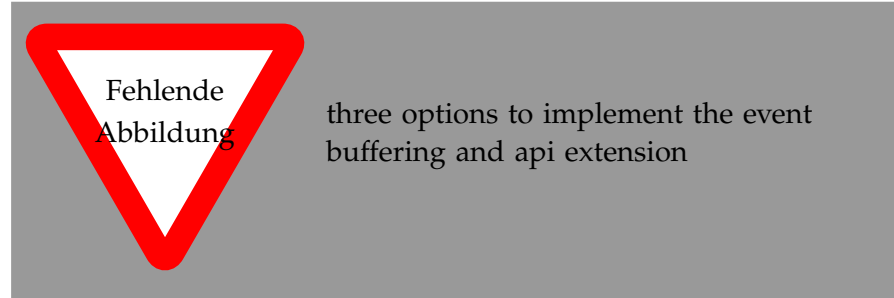 Fehlende
Abbildung
three options to implement the event
buffering and api extension